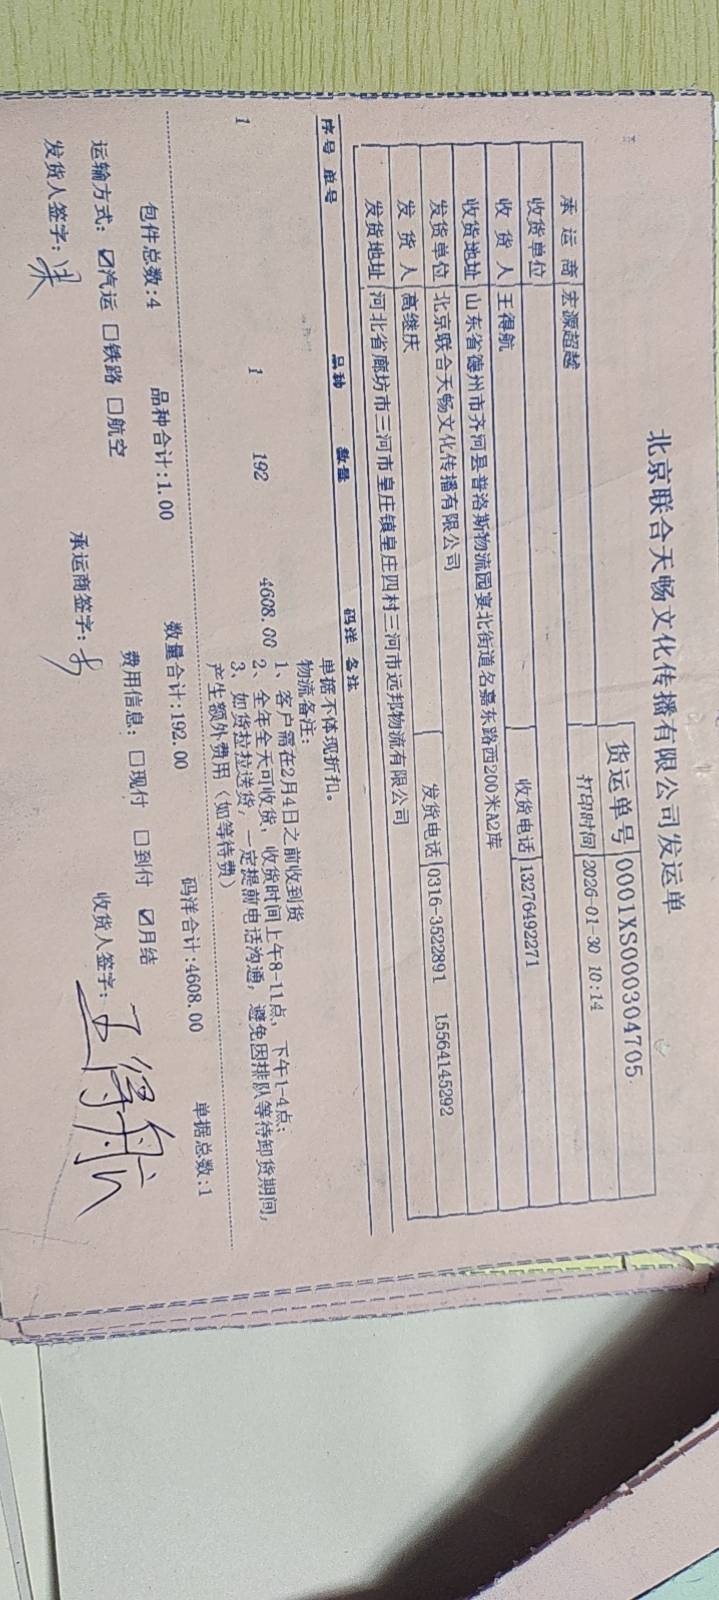 北京联合天畅文化传播有限公司发运单
货运单号 0001XS000304705
承运商 宏源超越 打印时间 2026-01-30 10:14
收货单位
收货人 王得航 收货电话 13276492271
收货地址 山东省德州市齐河县普洛斯物流园宴北街道名嘉东路西200米A2库
发货单位 北京联合天畅文化传播有限公司
发货人 高继庆 发货电话 0316-3522891 15564145292
发货地址 河北省廊坊市三河市皇庄镇皇庄四村三河市远邦物流有限公司
序号 单号 品种 数量 码洋 备注
单据不体现折扣。
物流备注:
1 1 192 4608.00
1、客户需在2月4日之前收到货
2、全年全天可收货，收货时间上午8-11点，下午1-4点;
3、如货拉拉送货，一定提前电话沟通，避免因排队等待卸货期间，
产生额外费用（如等待费）
包件总数:4 品种合计:1.00 数量合计:192.00 码洋合计:4608.00 单据总数:1
运输方式: ☑汽运 □铁路 □航空 费用信息: □现付 □到付 ☑月结
发货人签字: 承运商签字: 收货人签字: 王得航